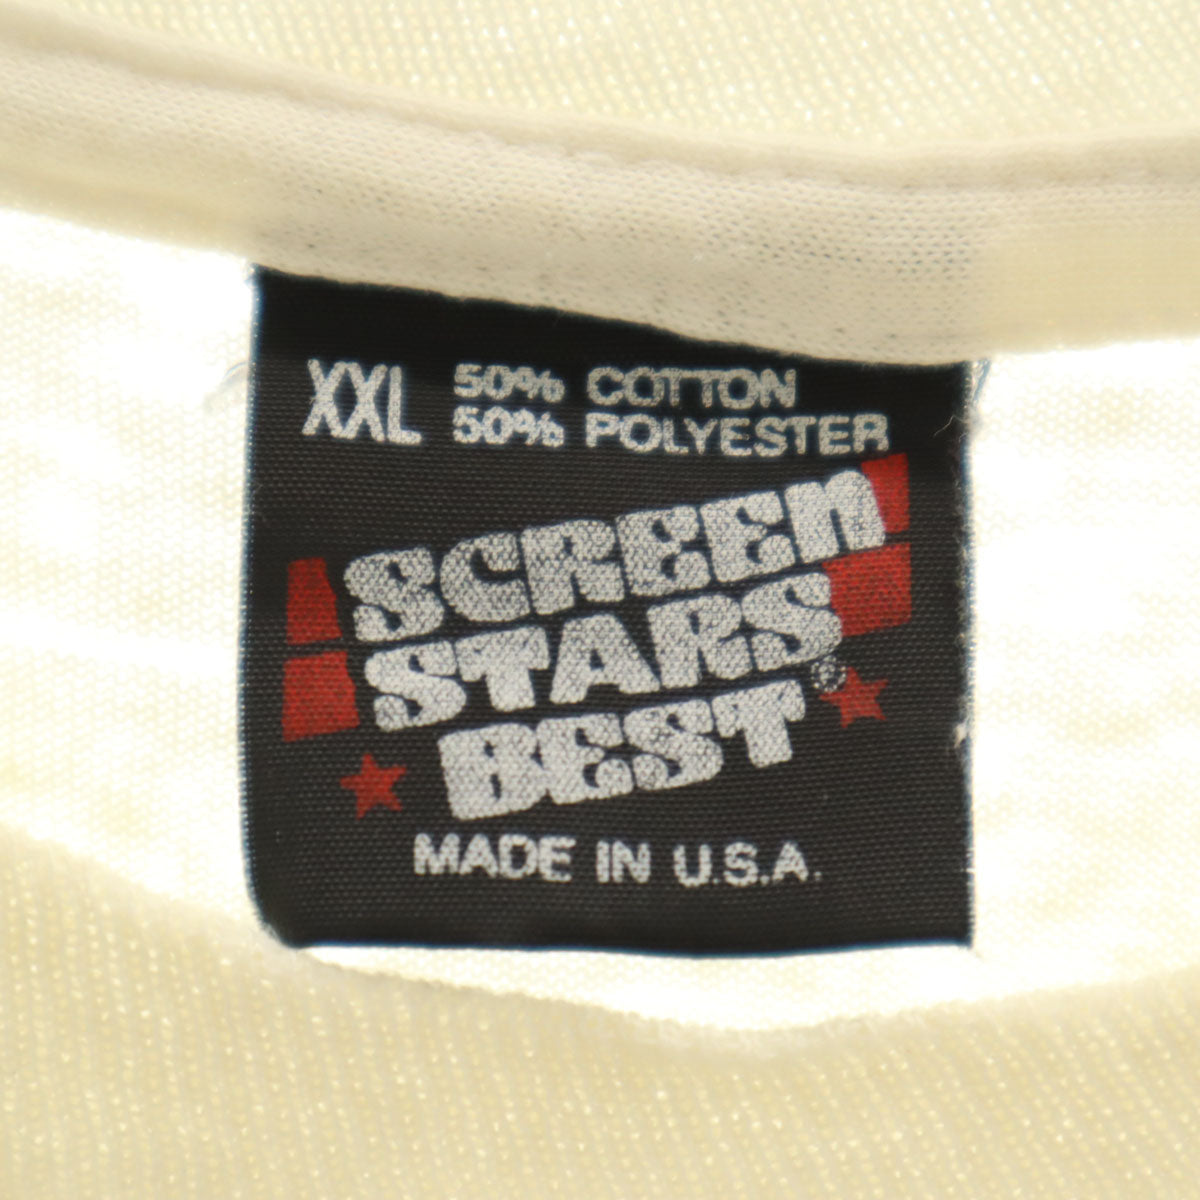 XXL 50% COTTON
50% POLYESTER
SCREEN
STARS
BEST®
MADE IN U.S.A.